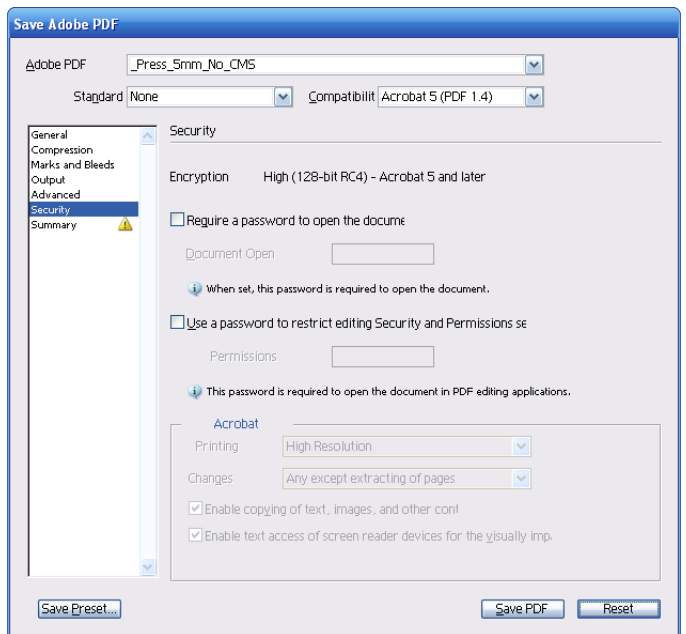 Save Adobe PDF
Adobe PDF _Press_5mm_No_CMS
Standard None Compatibilit Acrobat 5 (PDF 1.4)
General
Compression
Marks and Bleeds
Output
Advanced
Security
Summary
Security
Encryption High (128-bit RC4) - Acrobat 5 and later
Require a password to open the docume
Document Open
When set, this password is required to open the document.
Use a password to restrict editing Security and Permissions se
Permissions
This password is required to open the document in PDF editing applications.
Acrobat
Printing High Resolution
Changes Any except extracting of pages
Enable copying of text, images, and other cont
Enable text access of screen reader devices for the visually imp
Save Preset... Save PDF Reset